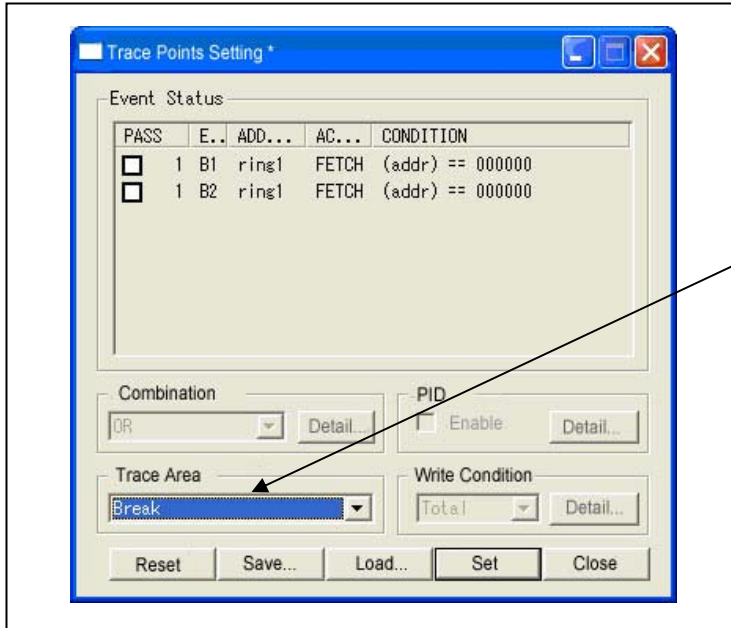 Trace Points Setting *
Event Status
PASS E.. ADD... AC... CONDITION
1 B1 ring1 FETCH (addr) == 000000
1 B2 ring1 FETCH (addr) == 000000
Combination
OR Detail...
PID
Enable Detail...
Trace Area
Break
Write Condition
Total Detail...
Reset Save... Load... Set Close